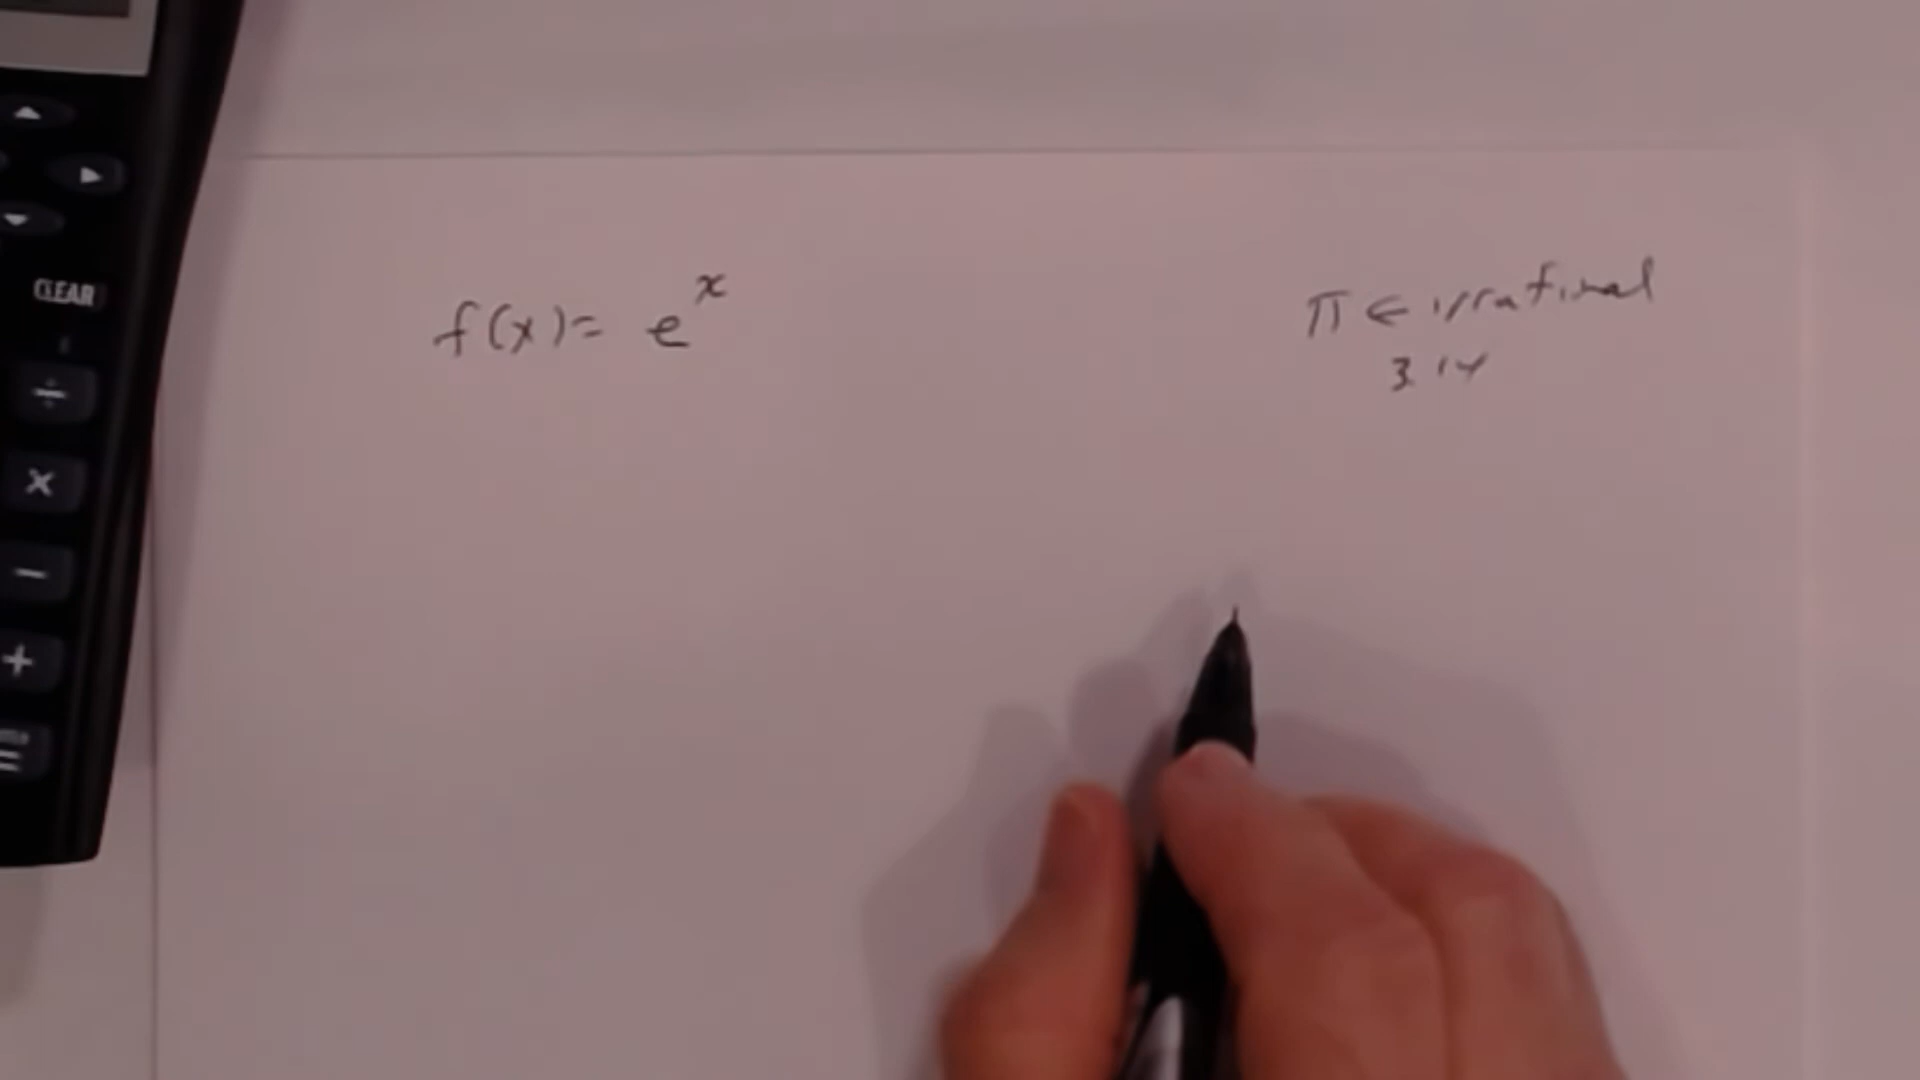 CLEAR
÷
×
−
+
=
f(x) = e^x
π ← irrational
3.14